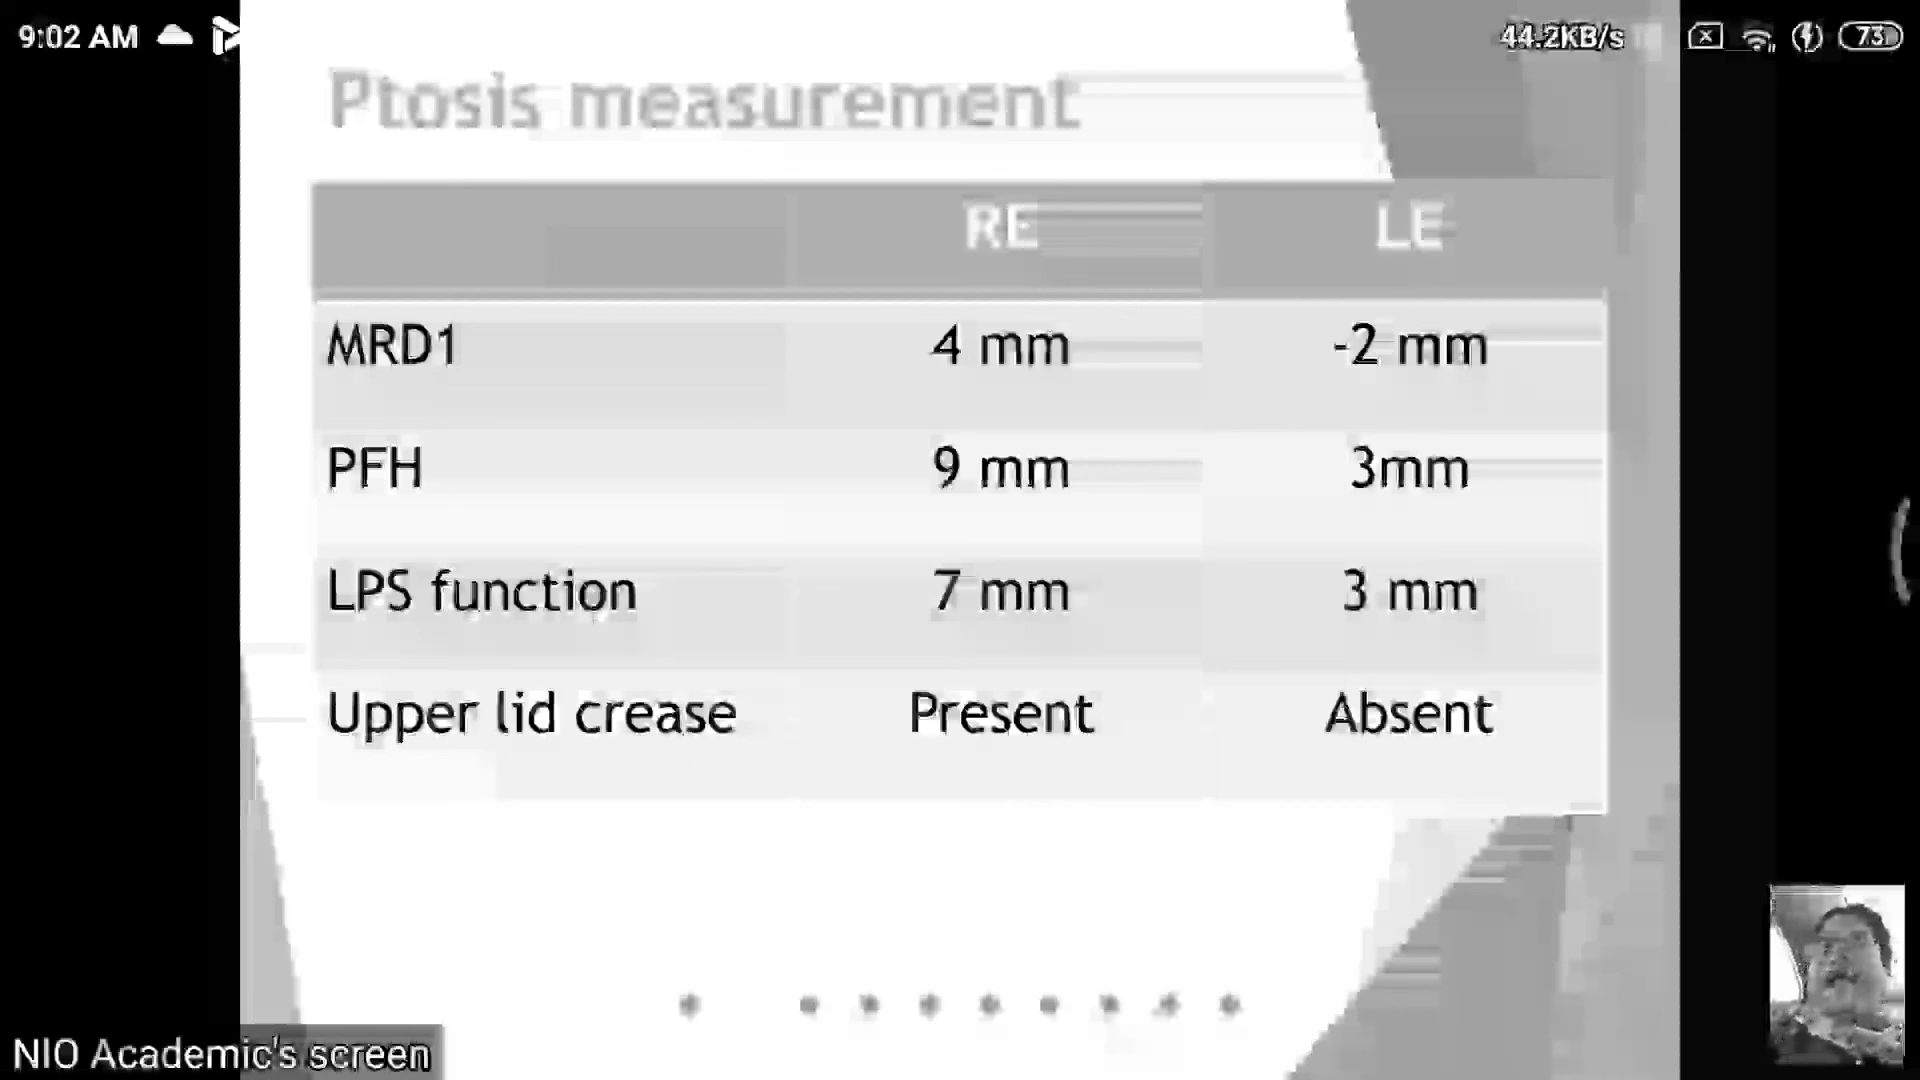 9:02 AM
44.2KB/s
73
Ptosis measurement
RE LE
MRD1 4 mm -2 mm
PFH 9 mm 3mm
LPS function 7 mm 3 mm
Upper lid crease Present Absent
NIO Academic's screen